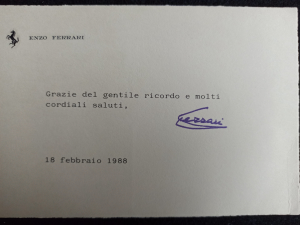 ENZO FERRARI
Grazie del gentile ricordo e molti
cordiali saluti,
Ferrari
18 febbraio 1988